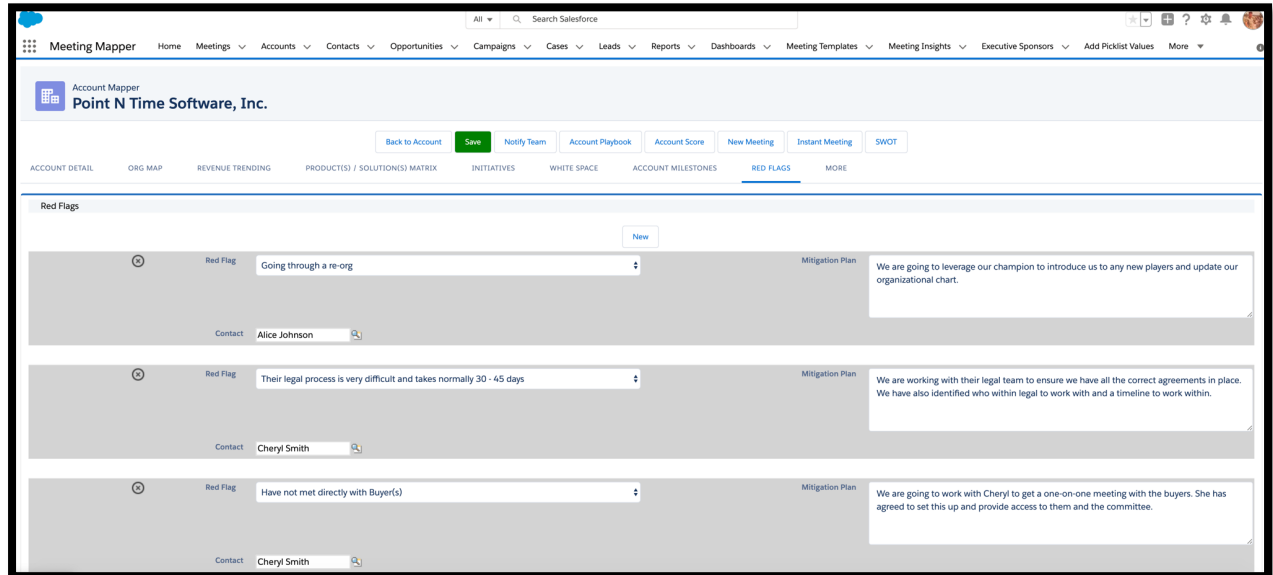 All
Search Salesforce
Meeting Mapper Home Meetings Accounts Contacts Opportunities Campaigns Cases Leads Reports Dashboards Meeting Templates Meeting Insights Executive Sponsors Add Picklist Values More
Account Mapper
Point N Time Software, Inc.
Back to Account Save Notify Team Account Playbook Account Score New Meeting Instant Meeting SWOT
ACCOUNT DETAIL ORG MAP REVENUE TRENDING PRODUCT(S) / SOLUTION(S) MATRIX INITIATIVES WHITE SPACE ACCOUNT MILESTONES RED FLAGS MORE
Red Flags
New
Red Flag Going through a re-org
Mitigation Plan
We are going to leverage our champion to introduce us to any new players and update our
organizational chart.
Contact Alice Johnson
Red Flag Their legal process is very difficult and takes normally 30 - 45 days
Mitigation Plan
We are working with their legal team to ensure we have all the correct agreements in place.
We have also identified who within legal to work with and a timeline to work within.
Contact Cheryl Smith
Red Flag Have not met directly with Buyer(s)
Mitigation Plan
We are going to work with Cheryl to get a one-on-one meeting with the buyers. She has
agreed to set this up and provide access to them and the committee.
Contact Cheryl Smith